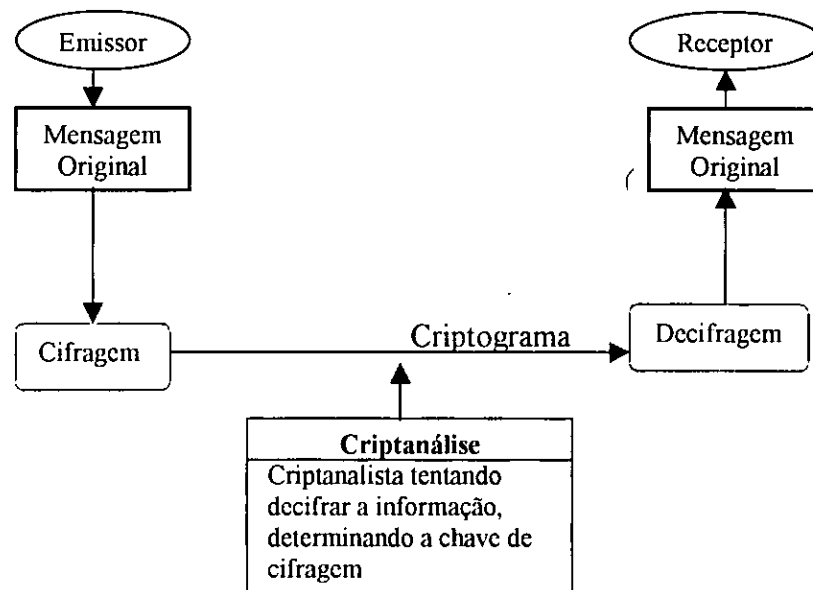 Emissor
Receptor
Mensagem
Original
Mensagem
Original
Cifragem
Criptograma
Decifragem
Criptanálise
Criptanalista tentando
decifrar a informação,
determinando a chave de
cifragem